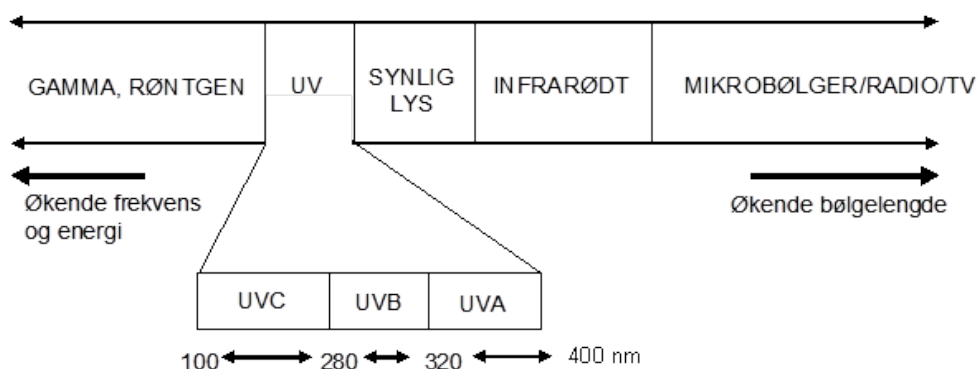 GAMMA, RØNTGEN
UV
SYNLIG
LYS
INFRARØDT
MIKROBØLGER/RADIO/TV
Økende frekvens
og energi
Økende bølgelengde
UVC
UVB
UVA
100
280
320
400 nm